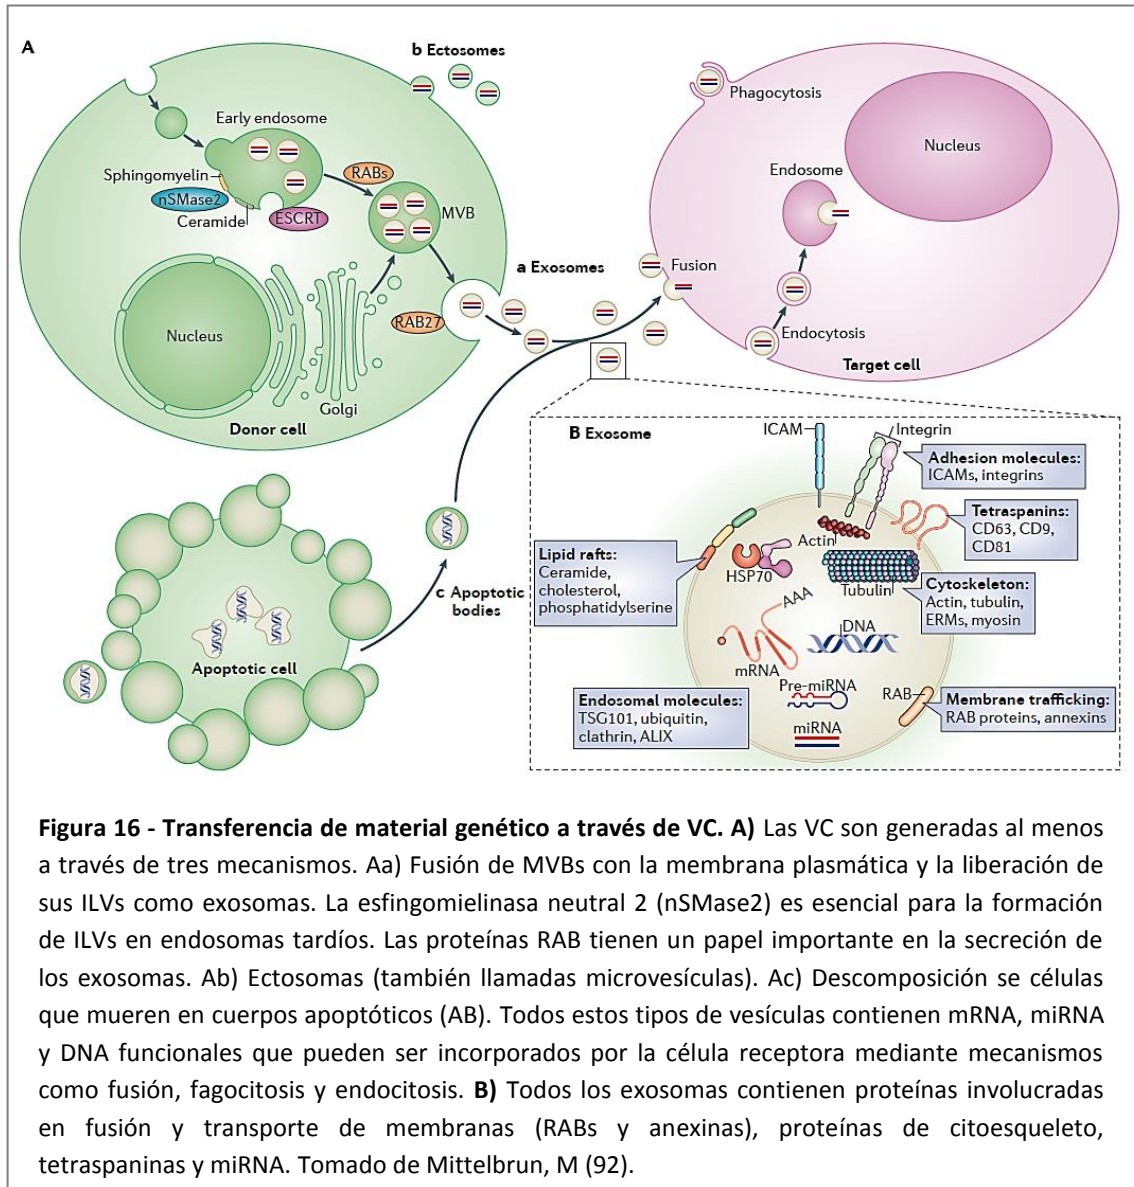 A
b Ectosomes
Early endosome
Sphingomyelin
nSMase2
Ceramide
ESCRT
RABs
MVB
a Exosomes
RAB27
Nucleus
Golgi
Donor cell
Phagocytosis
Nucleus
Endosome
Fusion
Endocytosis
Target cell
c Apoptotic
bodies
Apoptotic cell
B Exosome
ICAM
Integrin
Adhesion molecules:
ICAMs, integrins
Tetraspanins:
CD63, CD9,
CD81
Actin
HSP70
Tubulin
Lipid rafts:
Ceramide,
cholesterol,
phosphatidylserine
Cytoskeleton:
Actin, tubulin,
ERMs, myosin
AAA
mRNA
DNA
Pre-miRNA
miRNA
RAB
Endosomal molecules:
TSG101, ubiquitin,
clathrin, ALIX
Membrane trafficking:
RAB proteins, annexins
Figura 16 - Transferencia de material genético a través de VC. A) Las VC son generadas al menos
a través de tres mecanismos. Aa) Fusión de MVBs con la membrana plasmática y la liberación de
sus ILVs como exosomas. La esfingomielinasa neutral 2 (nSMase2) es esencial para la formación
de ILVs en endosomas tardíos. Las proteínas RAB tienen un papel importante en la secreción de
los exosomas. Ab) Ectosomas (también llamadas microvesículas). Ac) Descomposición se células
que mueren en cuerpos apoptóticos (AB). Todos estos tipos de vesículas contienen mRNA, miRNA
y DNA funcionales que pueden ser incorporados por la célula receptora mediante mecanismos
como fusión, fagocitosis y endocitosis. B) Todos los exosomas contienen proteínas involucradas
en fusión y transporte de membranas (RABs y anexinas), proteínas de citoesqueleto,
tetraspaninas y miRNA. Tomado de Mittelbrun, M (92).